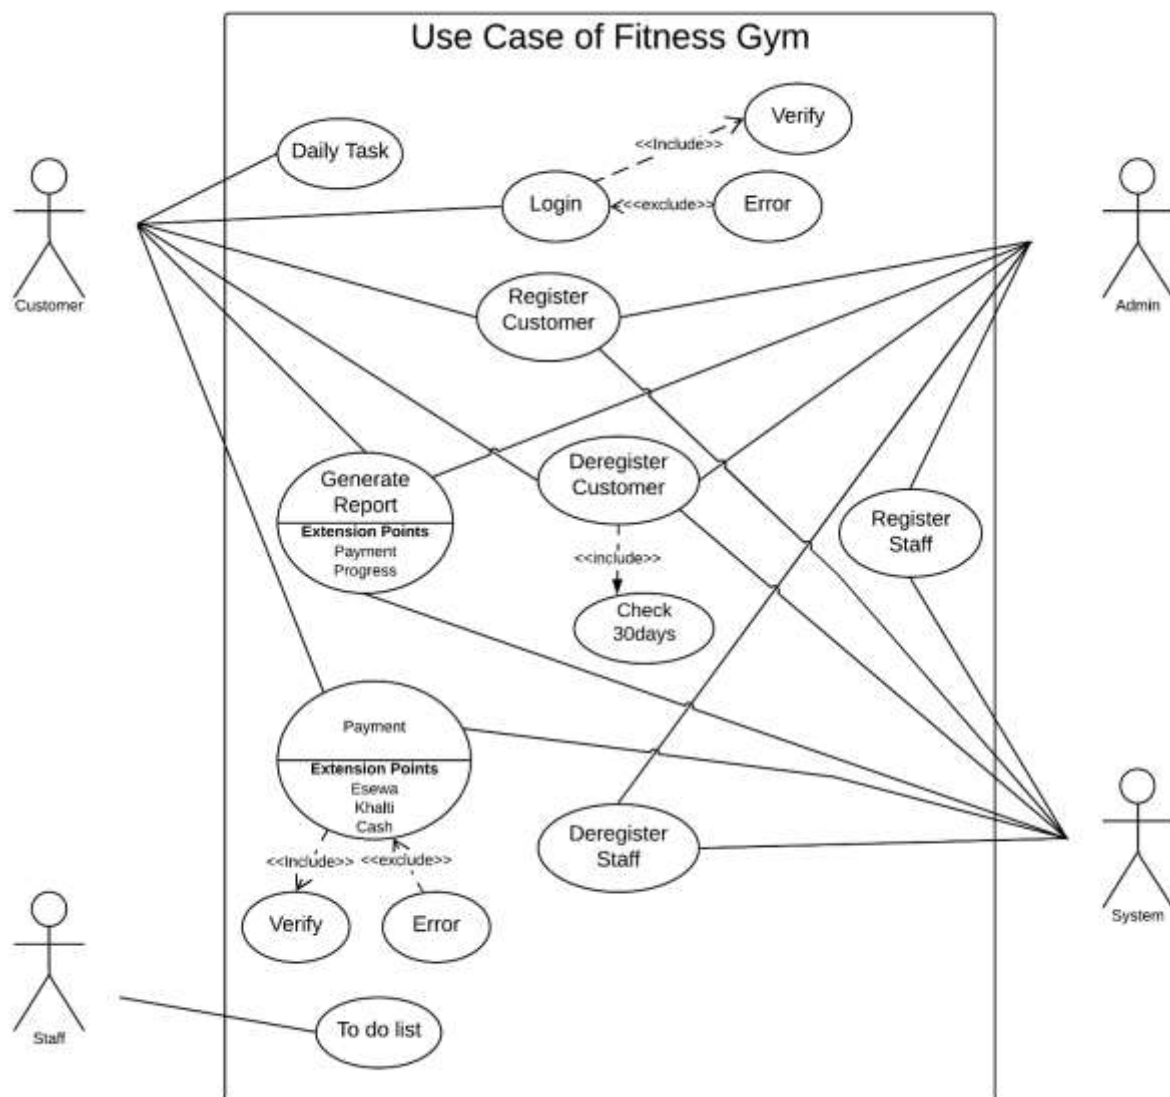 Use Case of Fitness Gym
Verify
Daily Task
<<Include>>
Login
<<exclude>>
Error
Customer
Admin
Register
Customer
Generate
Report
Extension Points
Payment
Progress
Deregister
Customer
<<include>>
Check
30days
Register
Staff
Payment
Extension Points
Esewa
Khalti
Cash
<<Include>>
<<exclude>>
Verify
Error
Deregister
Staff
System
Staff
To do list